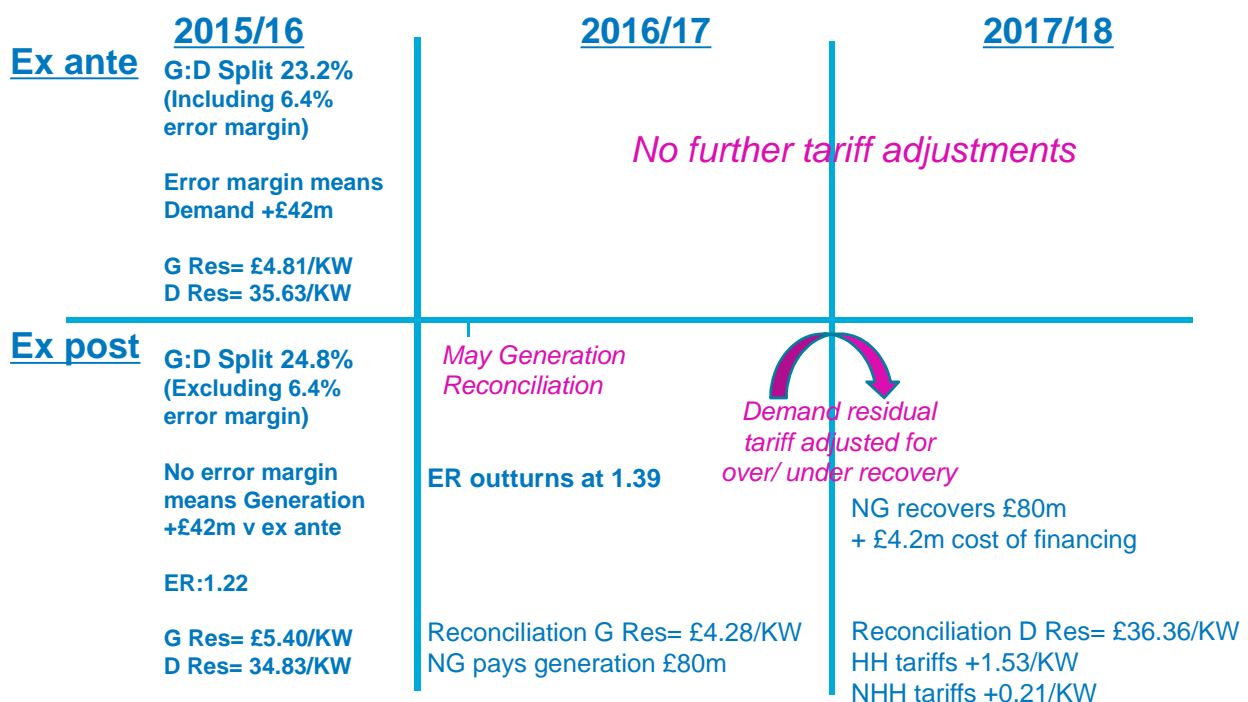 2015/16
2016/17
2017/18
Ex ante
G:D Split 23.2%
(Including 6.4%
error margin)
Error margin means
Demand +£42m
G Res= £4.81/KW
D Res= 35.63/KW
No further tariff adjustments
Ex post
G:D Split 24.8%
(Excluding 6.4%
error margin)
No error margin
means Generation
+£42m v ex ante
ER:1.22
G Res= £5.40/KW
D Res= 34.83/KW
May Generation
Reconciliation
ER outturns at 1.39
Reconciliation G Res= £4.28/KW
NG pays generation £80m
Demand residual
tariff adjusted for
over/ under recovery
NG recovers £80m
+ £4.2m cost of financing
Reconciliation D Res= £36.36/KW
HH tariffs +1.53/KW
NHH tariffs +0.21/KW